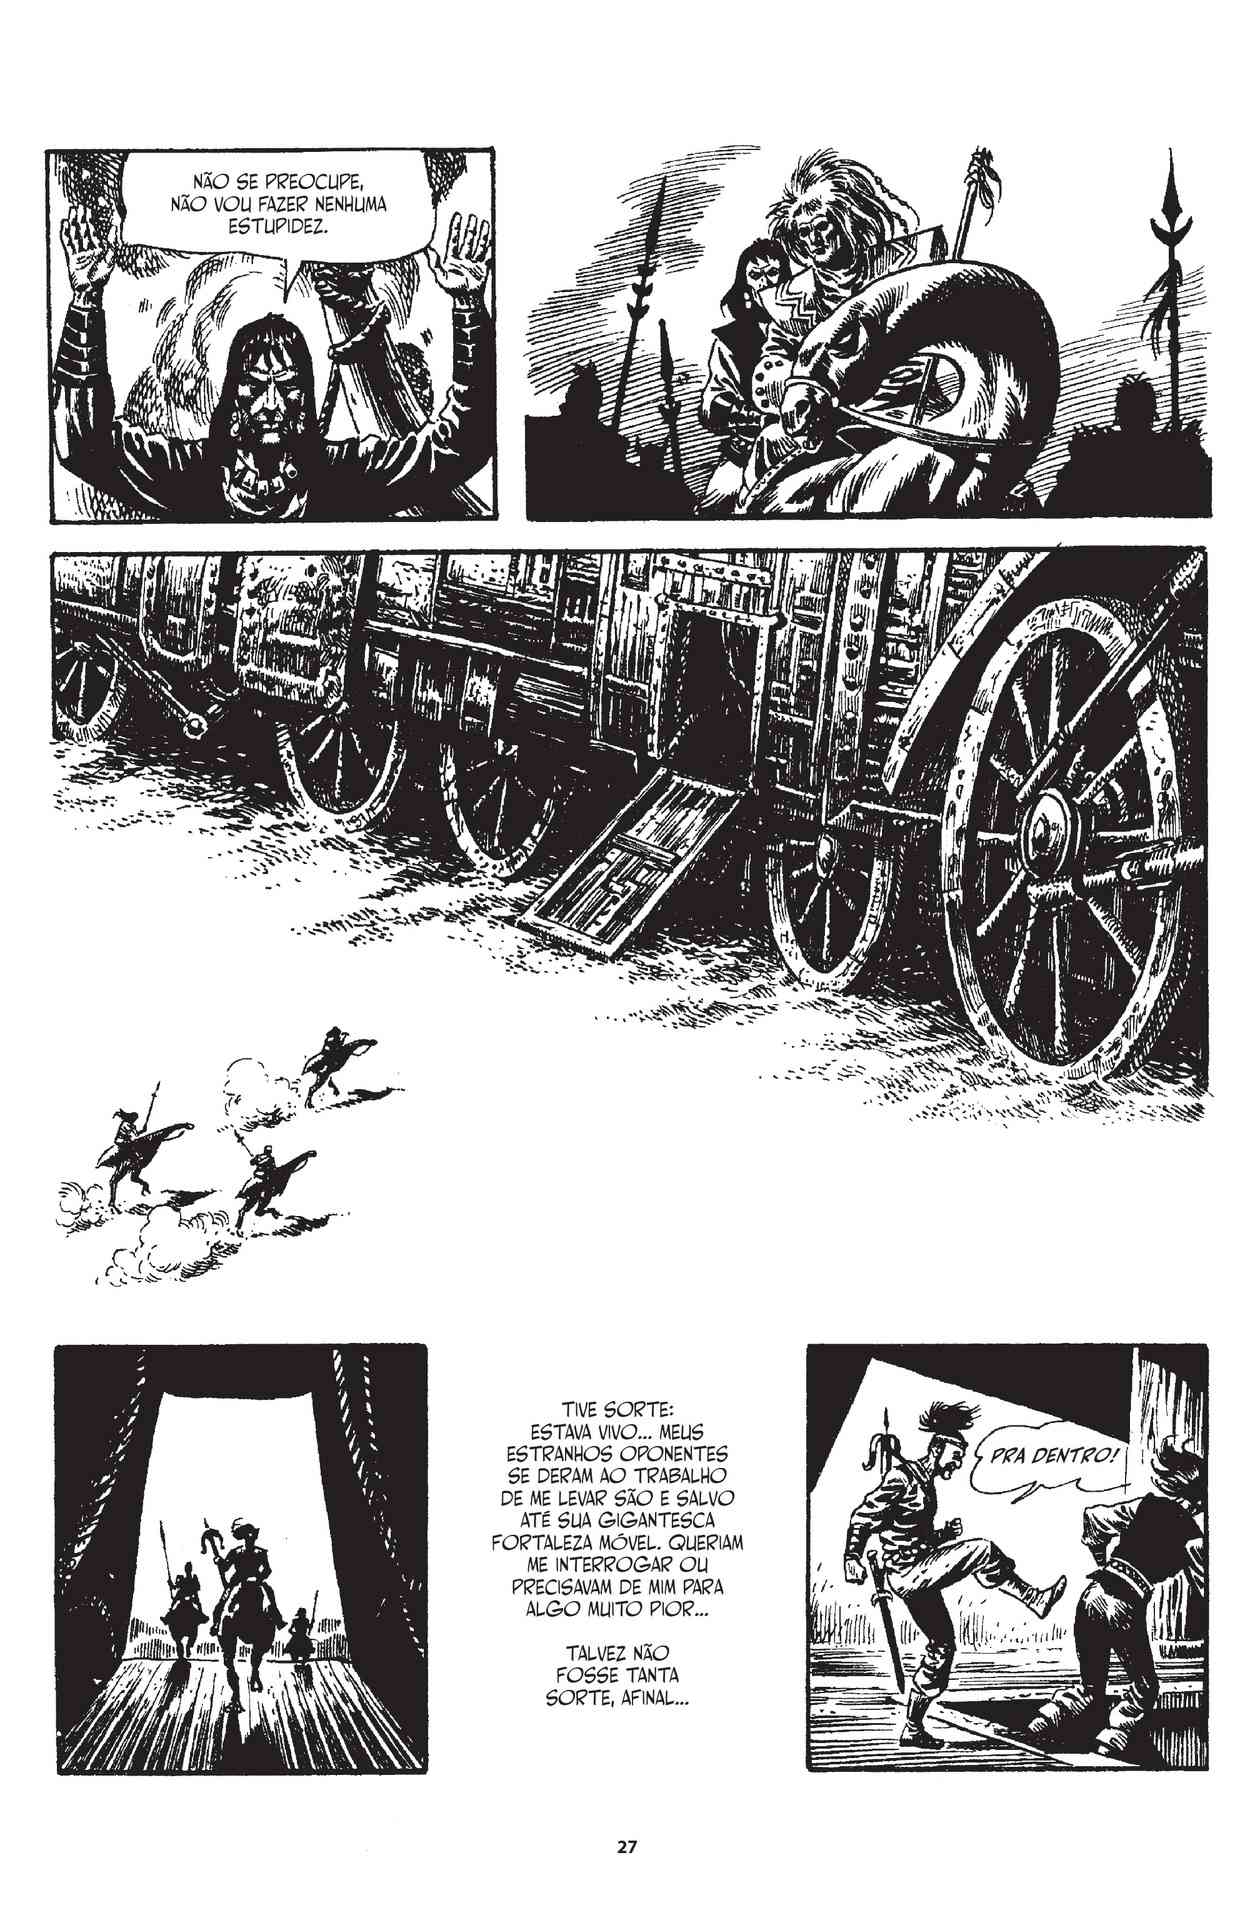 NÃO SE PREOCUPE,
NÃO VOU FAZER NENHUMA
ESTUPIDEZ.
TIVE SORTE:
ESTAVA VIVO... MEUS
ESTRANHOS OPONENTES
SE DERAM AO TRABALHO
DE ME LEVAR SÃO E SALVO
ATÉ SUA GIGANTESCA
FORTALEZA MÓVEL. QUERIAM
ME INTERROGAR OU
PRECISAVAM DE MIM PARA
ALGO MUITO PIOR...
TALVEZ NÃO
FOSSE TANTA
SORTE, AFINAL...
PRA DENTRO!
27